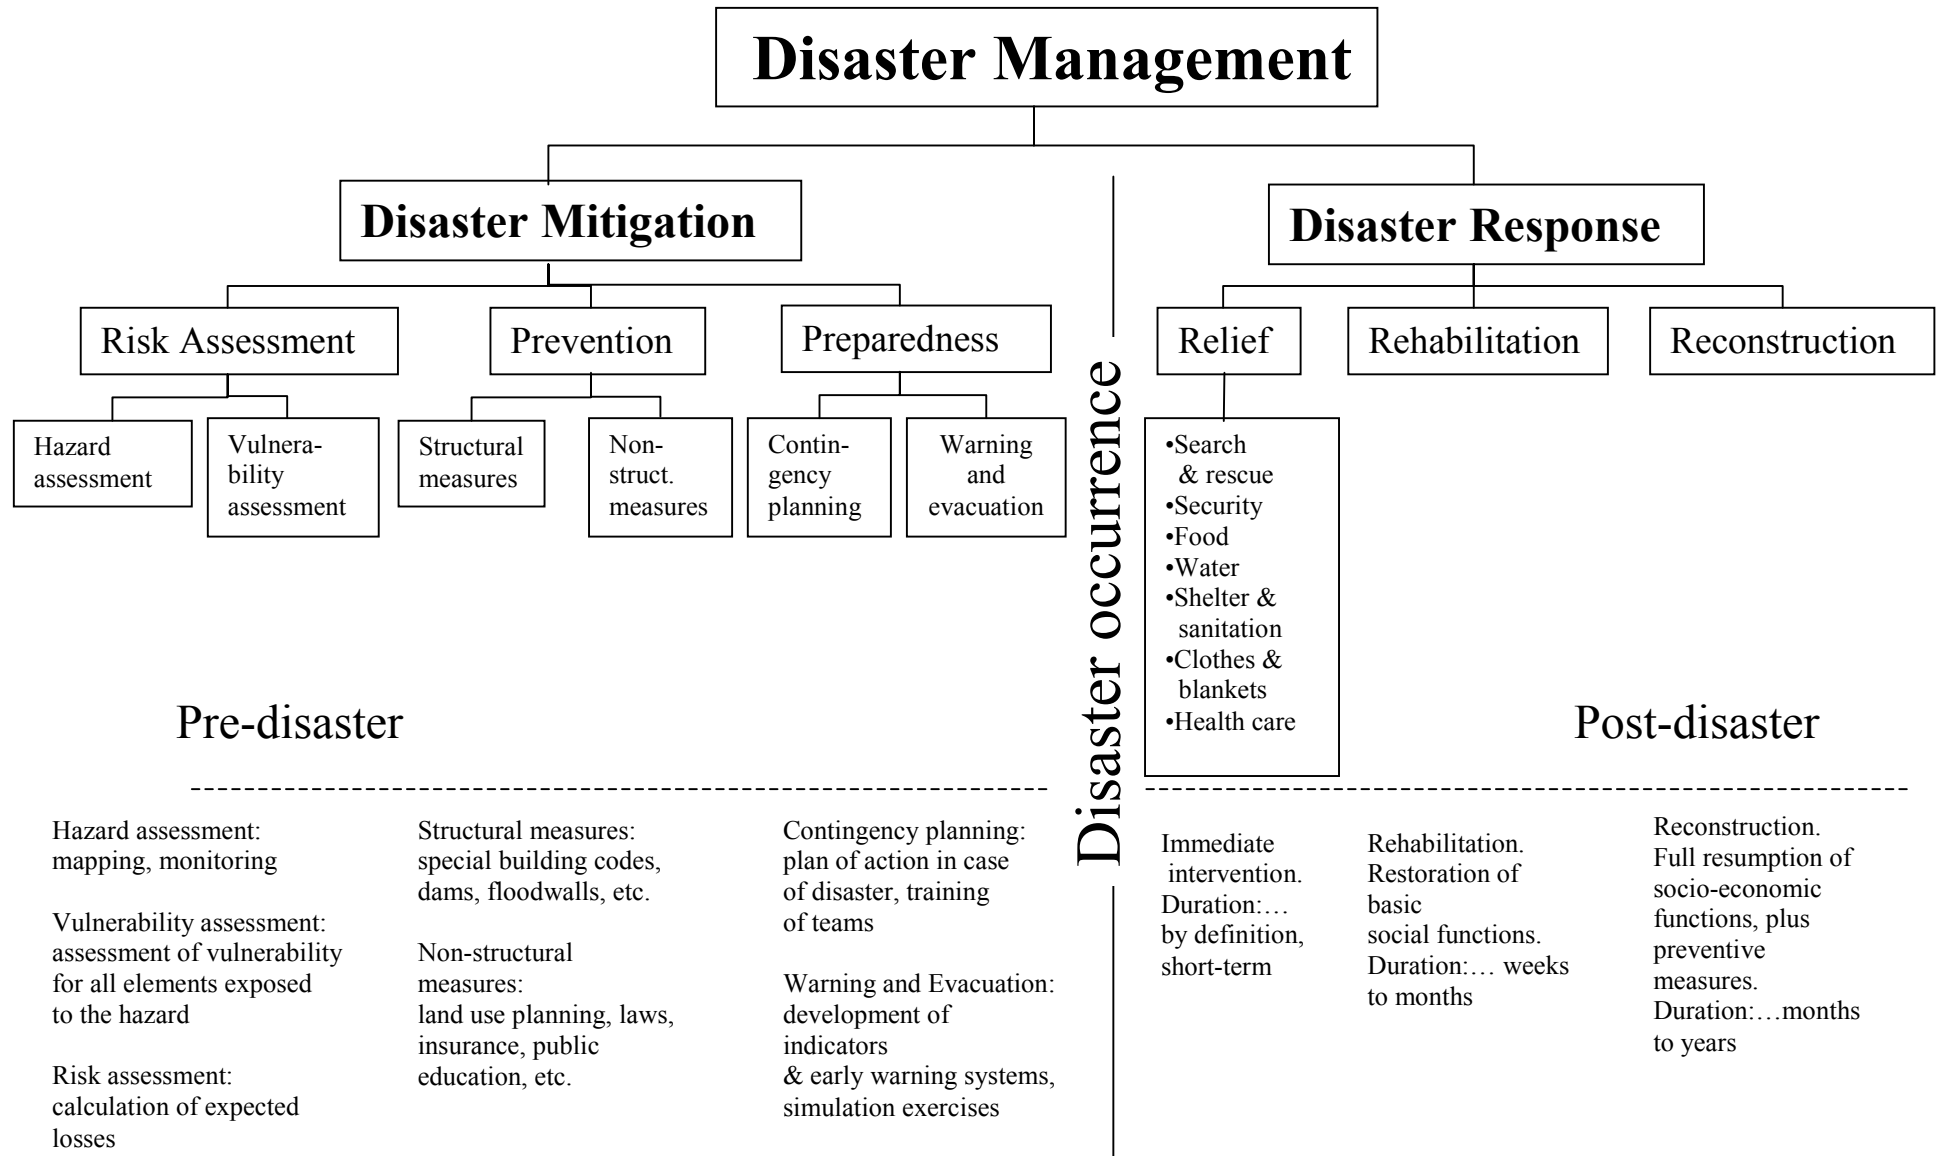 Disaster Management
Disaster Mitigation
Disaster Response
Risk Assessment
Prevention
Preparedness
Relief
Rehabilitation
Reconstruction
Hazard
assessment
Vulnera-
bility
assessment
Structural
measures
Non-
struct.
measures
Contin-
gency
planning
Warning
and
evacuation
Disaster occurrence
•Search
& rescue
•Security
•Food
•Water
•Shelter &
sanitation
•Clothes &
blankets
•Health care
Pre-disaster
Post-disaster
Hazard assessment:
mapping, monitoring
Vulnerability assessment:
assessment of vulnerability
for all elements exposed
to the hazard
Risk assessment:
calculation of expected
losses
Structural measures:
special building codes,
dams, floodwalls, etc.
Non-structural
measures:
land use planning, laws,
insurance, public
education, etc.
Contingency planning:
plan of action in case
of disaster, training
of teams
Warning and Evacuation:
development of
indicators
& early warning systems,
simulation exercises
Immediate
intervention.
Duration:…
by definition,
short-term
Rehabilitation.
Restoration of
basic
social functions.
Duration:… weeks
to months
Reconstruction.
Full resumption of
socio-economic
functions, plus
preventive
measures.
Duration:…months
to years